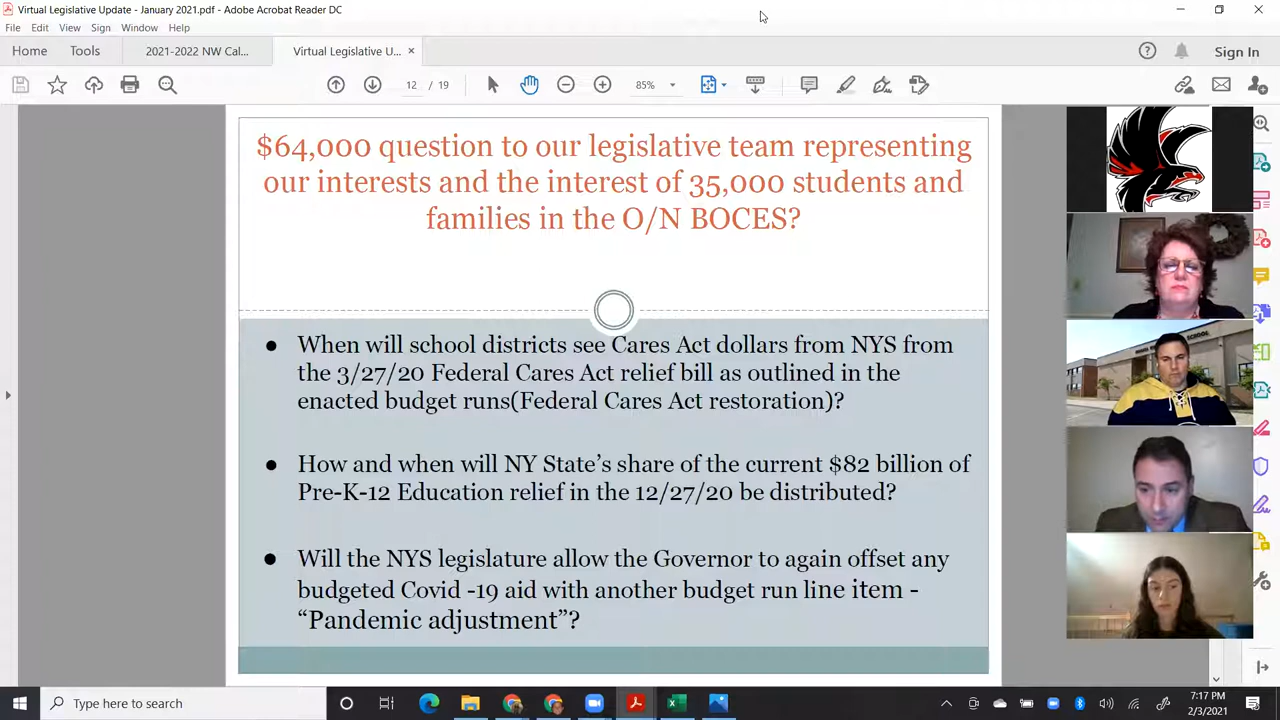 Virtual Legislative Update - January 2021.pdf - Adobe Acrobat Reader DC
File Edit View Sign Window Help
Home Tools 2021-2022 NW Cal... Virtual Legislative U... × Sign In
12 / 19 85%
$64,000 question to our legislative team representing
our interests and the interest of 35,000 students and
families in the O/N BOCES?
● When will school districts see Cares Act dollars from NYS from
the 3/27/20 Federal Cares Act relief bill as outlined in the
enacted budget runs(Federal Cares Act restoration)?
● How and when will NY State's share of the current $82 billion of
Pre-K-12 Education relief in the 12/27/20 be distributed?
● Will the NYS legislature allow the Governor to again offset any
budgeted Covid -19 aid with another budget run line item -
“Pandemic adjustment”?
Type here to search
7:17 PM
2/3/2021